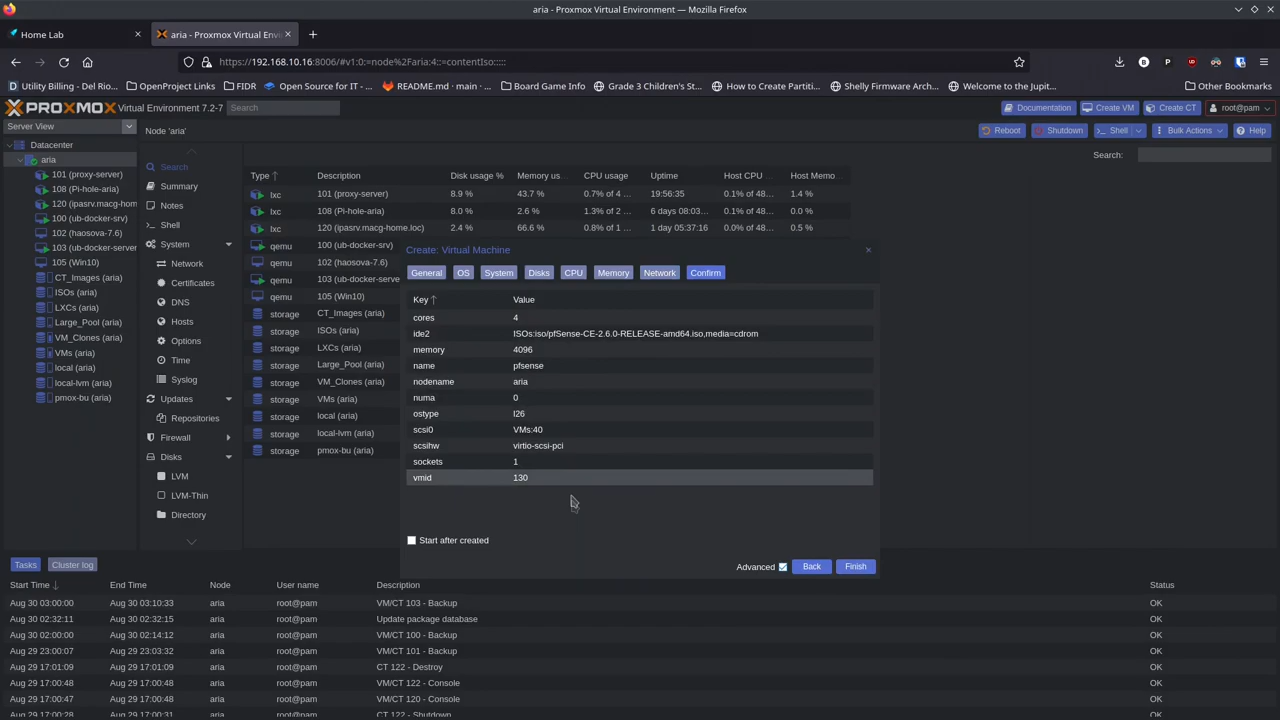 aria - Proxmox Virtual Environment — Mozilla Firefox
Home Lab
aria - Proxmox Virtual Envi
https://192.168.10.16:8006/#v1:0:=node%2Faria:4::=contentIso:::::
Utility Billing - Del Rio... OpenProject Links FIDR Open Source for IT - ... README.md · main · ... Board Game Info Grade 3 Children's St... How to Create Partiti... Shelly Firmware Arch... Welcome to the Jupit... Other Bookmarks
PROXMOX Virtual Environment 7.2-7 Search Documentation Create VM Create CT root@pam
Server View
Node 'aria' Reboot Shutdown Shell Bulk Actions Help
Datacenter
aria
101 (proxy-server)
108 (Pi-hole-aria)
120 (ipasrv.macg-hom
100 (ub-docker-srv)
102 (haosova-7.6)
103 (ub-docker-server
105 (Win10)
CT_Images (aria)
ISOs (aria)
LXCs (aria)
Large_Pool (aria)
VM_Clones (aria)
VMs (aria)
local (aria)
local-lvm (aria)
pmox-bu (aria)
Search
Summary
Notes
Shell
System
Network
Certificates
DNS
Hosts
Options
Time
Syslog
Updates
Repositories
Firewall
Disks
LVM
LVM-Thin
Directory
Search:
Type Description Disk usage % Memory us... CPU usage Uptime Host CPU ... Host Memo...
lxc 101 (proxy-server) 8.9 % 43.7 % 0.7% of 4 ... 19:56:35 0.1% of 48... 1.4 %
lxc 108 (Pi-hole-aria) 8.0 % 2.6 % 1.3% of 2 ... 6 days 08:03... 0.1% of 48... 0.0 %
lxc 120 (ipasrv.macg-home.loc) 2.4 % 66.6 % 0.8% of 1 ... 1 day 05:37:16 0.0% of 48... 0.5 %
qemu 100 (ub-docker-srv)
qemu 102 (haosova-7.6)
qemu 103 (ub-docker-serve
qemu 105 (Win10)
storage CT_Images (aria)
storage ISOs (aria)
storage LXCs (aria)
storage Large_Pool (aria)
storage VM_Clones (aria)
storage VMs (aria)
storage local (aria)
storage local-lvm (aria)
storage pmox-bu (aria)
Create: Virtual Machine
General OS System Disks CPU Memory Network Confirm
Key Value
cores 4
ide2 ISOs:iso/pfSense-CE-2.6.0-RELEASE-amd64.iso,media=cdrom
memory 4096
name pfsense
nodename aria
numa 0
ostype l26
scsi0 VMs:40
scsihw virtio-scsi-pci
sockets 1
vmid 130
Start after created
Advanced Back Finish
Tasks Cluster log
Start Time End Time Node User name Description Status
Aug 30 03:00:00 Aug 30 03:10:33 aria root@pam VM/CT 103 - Backup OK
Aug 30 02:32:11 Aug 30 02:32:15 aria root@pam Update package database OK
Aug 30 02:00:00 Aug 30 02:14:12 aria root@pam VM/CT 100 - Backup OK
Aug 29 23:00:07 Aug 29 23:03:32 aria root@pam VM/CT 101 - Backup OK
Aug 29 17:01:09 Aug 29 17:01:09 aria root@pam CT 122 - Destroy OK
Aug 29 17:00:48 Aug 29 17:00:48 aria root@pam VM/CT 122 - Console OK
Aug 29 17:00:47 Aug 29 17:00:48 aria root@pam VM/CT 120 - Console OK
Aug 29 17:00:28 Aug 29 17:00:31 aria root@pam CT 122 - Shutdown OK